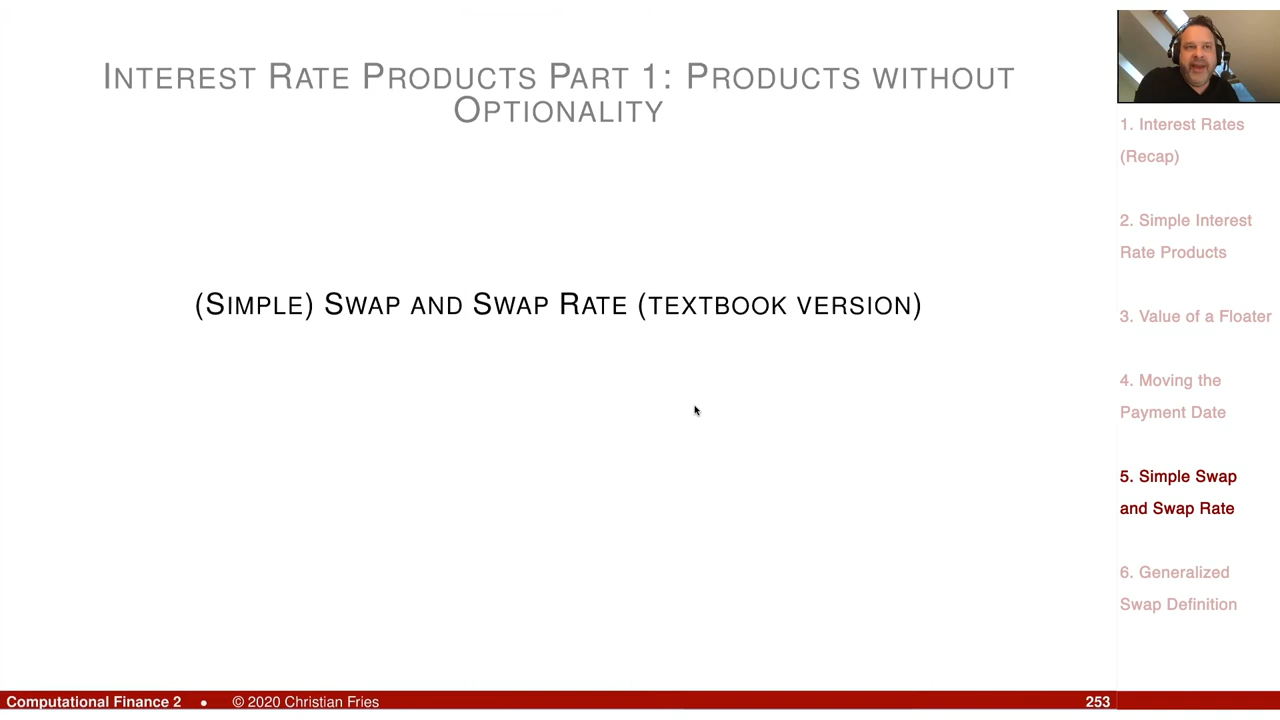 INTEREST RATE PRODUCTS PART 1: PRODUCTS WITHOUT
OPTIONALITY
(SIMPLE) SWAP AND SWAP RATE (TEXTBOOK VERSION)
1. Interest Rates
(Recap)
2. Simple Interest
Rate Products
3. Value of a Floater
4. Moving the
Payment Date
5. Simple Swap
and Swap Rate
6. Generalized
Swap Definition
Computational Finance 2 • © 2020 Christian Fries 253